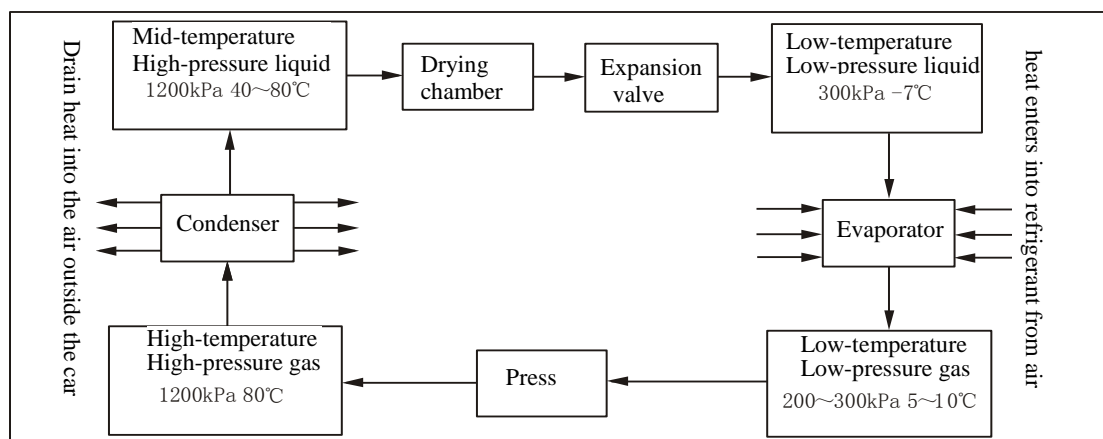 Drain heat into the air outside the car
Mid-temperature
High-pressure liquid
1200kPa 40～80℃
Drying
chamber
Expansion
valve
Low-temperature
Low-pressure liquid
300kPa -7℃
heat enters into refrigerant from air
Condenser
Evaporator
High-temperature
High-pressure gas
1200kPa 80℃
Press
Low-temperature
Low-pressure gas
200～300kPa 5～10℃